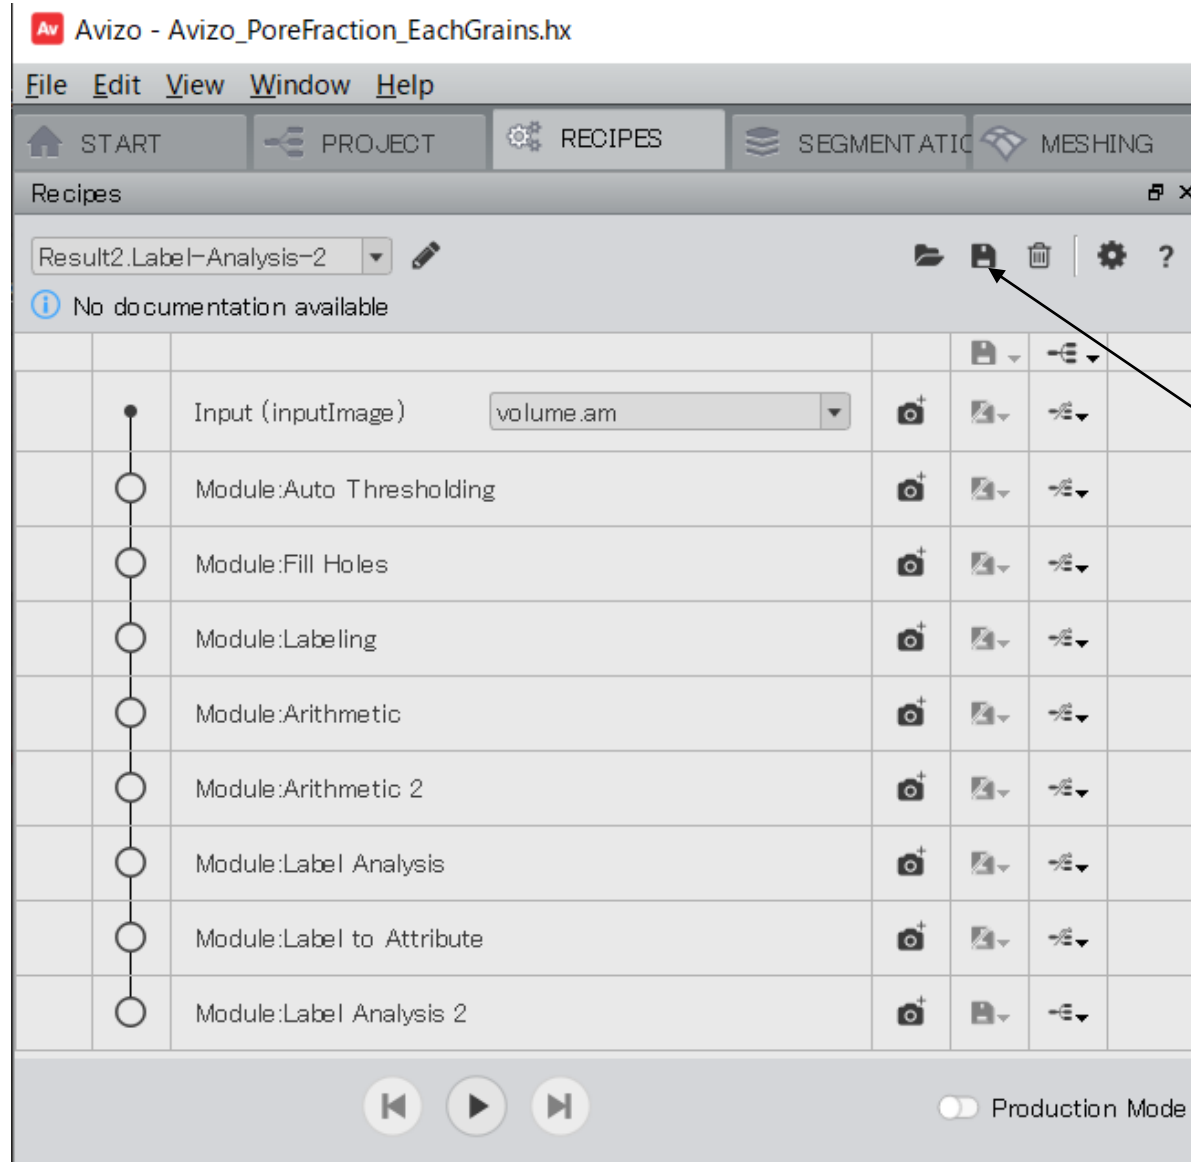 Av Avizo - Avizo_PoreFraction_EachGrains.hx
File Edit View Window Help
START PROJECT RECIPES SEGMENTATIO MESHING
Recipes
Result2.Label-Analysis-2 ?
No documentation available
Input (inputImage) volume.am
Module:Auto Thresholding
Module:Fill Holes
Module:Labeling
Module:Arithmetic
Module:Arithmetic 2
Module:Label Analysis
Module:Label to Attribute
Module:Label Analysis 2
Production Mode